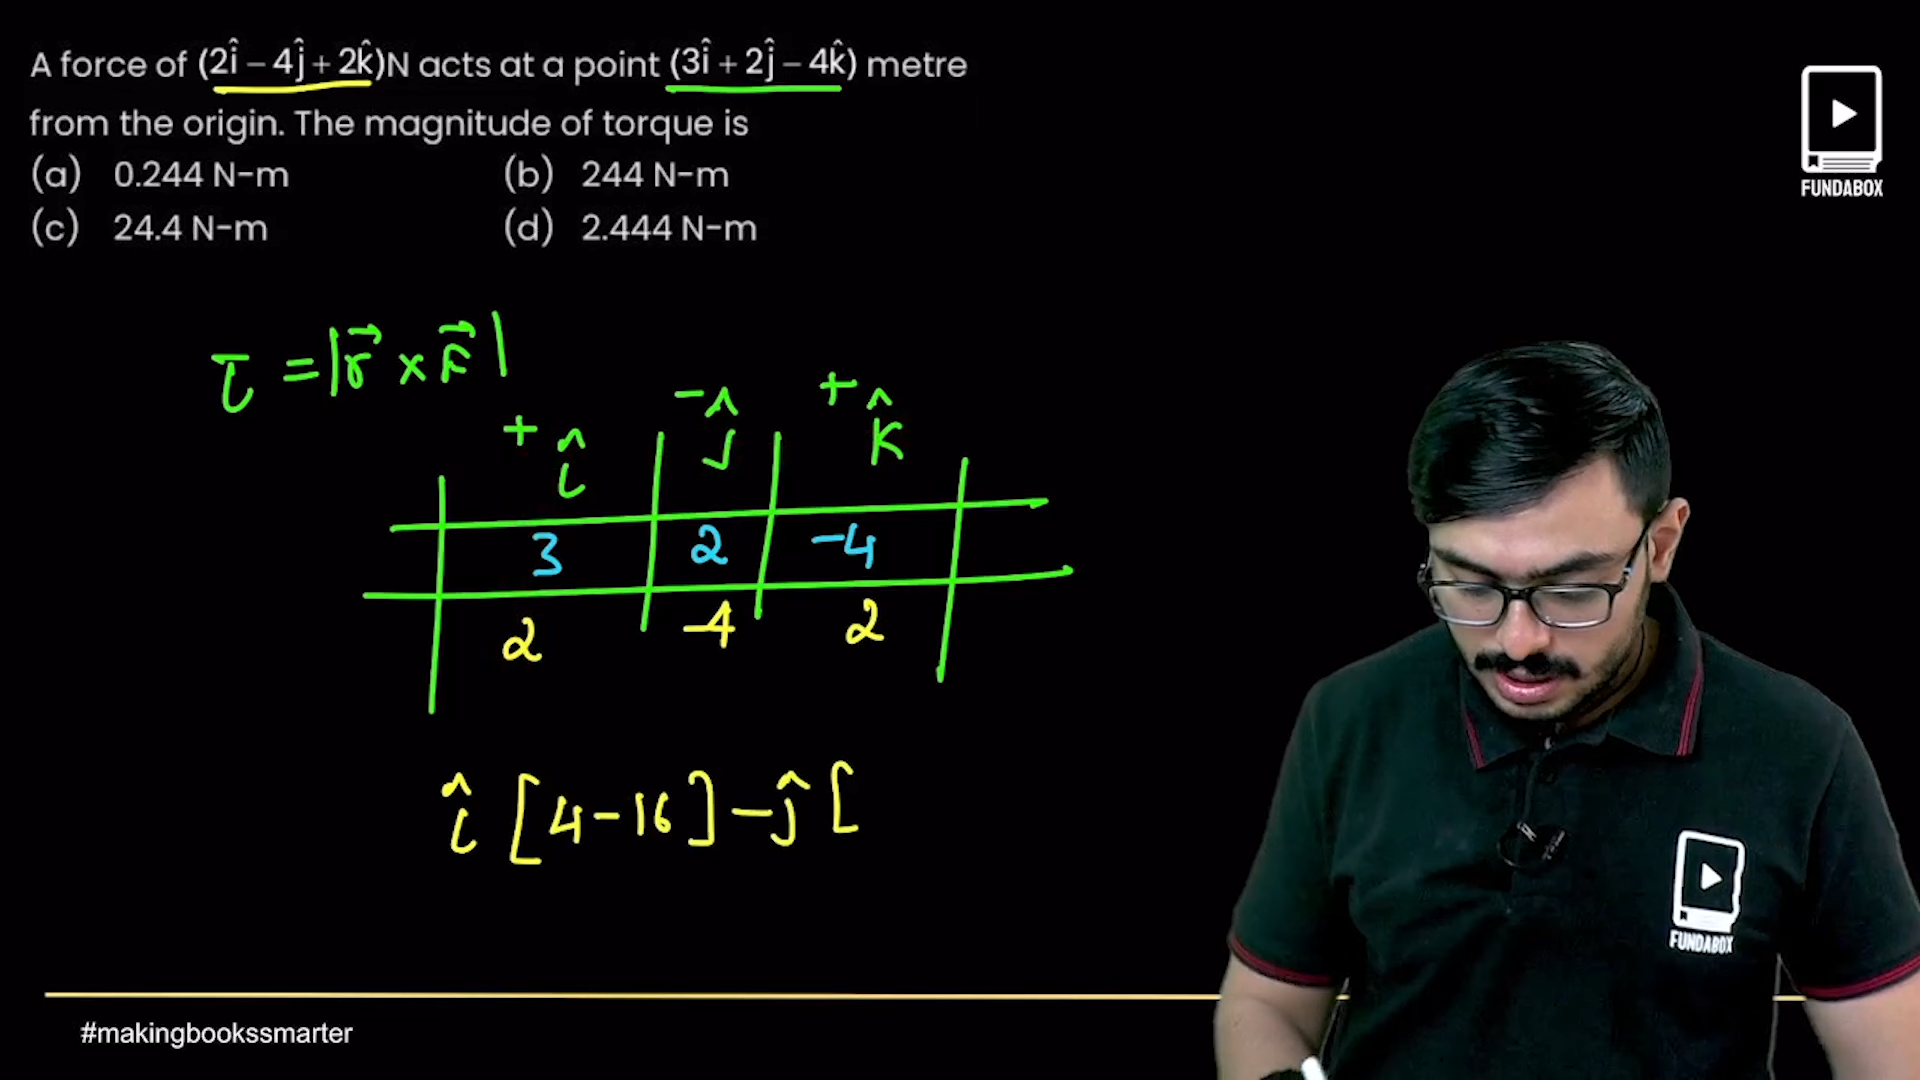 A force of (2î − 4ĵ + 2k̂)N acts at a point (3î + 2ĵ − 4k̂) metre
from the origin. The magnitude of torque is
(a) 0.244 N-m (b) 244 N-m
(c) 24.4 N-m (d) 2.444 N-m
FUNDABOX
τ = |r⃗ × F⃗|
+ î − ĵ + k̂
3 2 −4
2 −4 2
î [4−16] − ĵ [
FUNDABOX
#makingbookssmarter